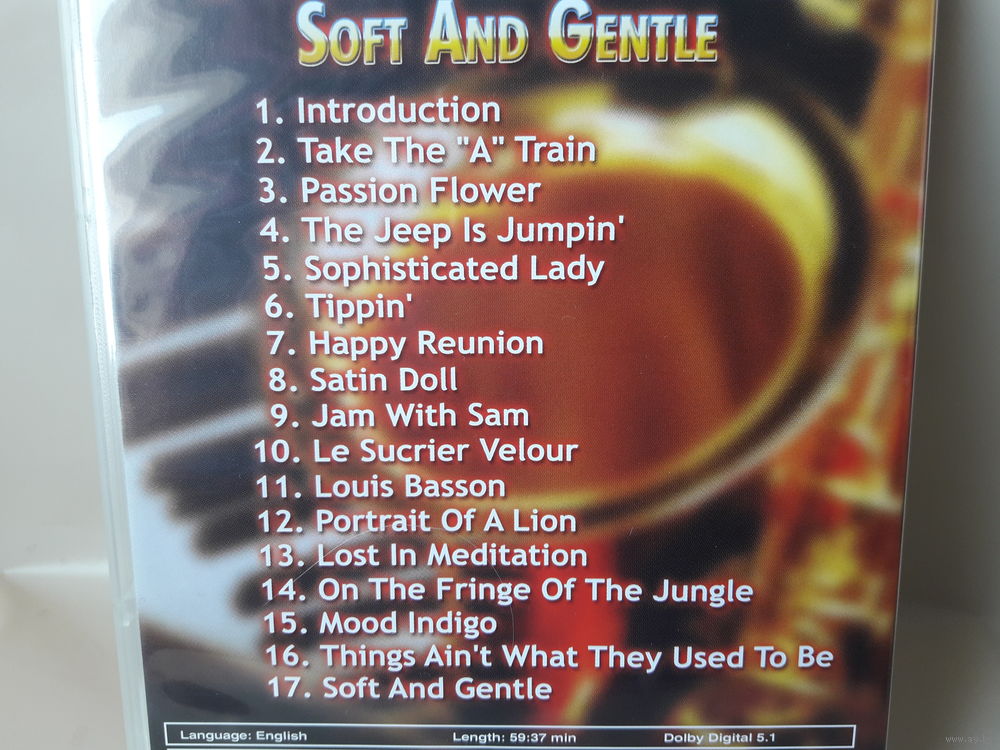 SOFT AND GENTLE
1. Introduction
2. Take The "A" Train
3. Passion Flower
4. The Jeep Is Jumpin'
5. Sophisticated Lady
6. Tippin'
7. Happy Reunion
8. Satin Doll
9. Jam With Sam
10. Le Sucrier Velour
11. Louis Basson
12. Portrait Of A Lion
13. Lost In Meditation
14. On The Fringe Of The Jungle
15. Mood Indigo
16. Things Ain't What They Used To Be
17. Soft And Gentle
Language: English Length: 59:37 min Dolby Digital 5.1